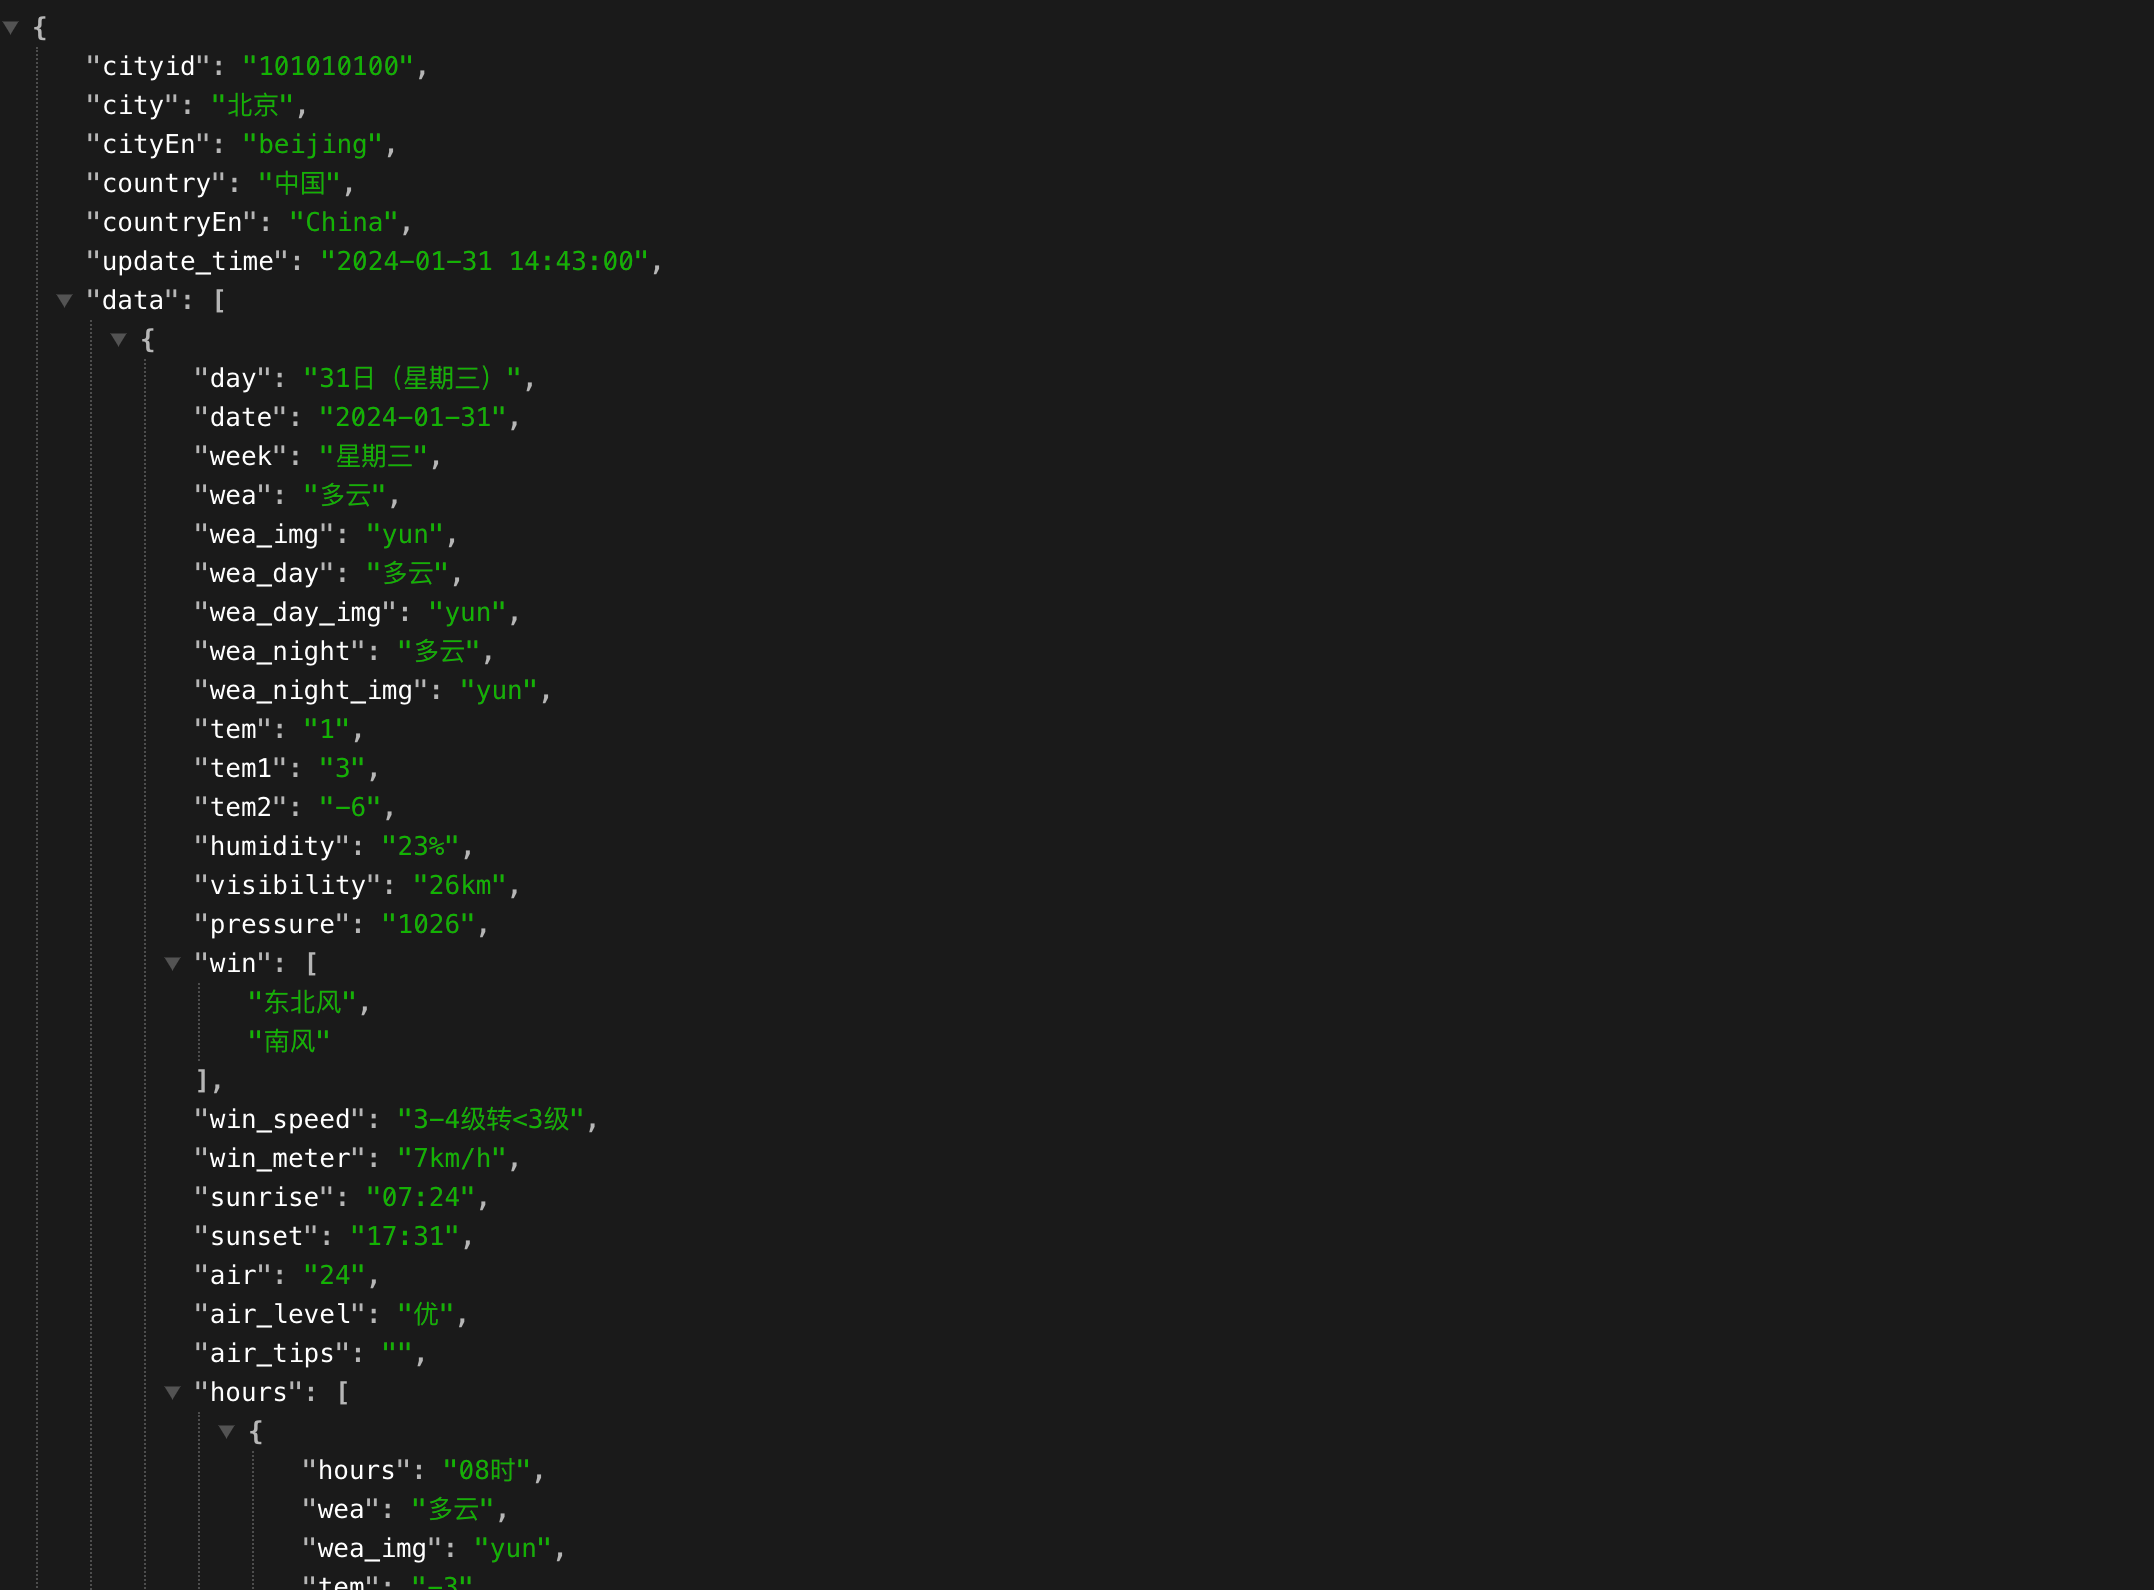 {
"cityid": "101010100",
"city": "北京",
"cityEn": "beijing",
"country": "中国",
"countryEn": "China",
"update_time": "2024-01-31 14:43:00",
"data": [
{
"day": "31日（星期三）",
"date": "2024-01-31",
"week": "星期三",
"wea": "多云",
"wea_img": "yun",
"wea_day": "多云",
"wea_day_img": "yun",
"wea_night": "多云",
"wea_night_img": "yun",
"tem": "1",
"tem1": "3",
"tem2": "-6",
"humidity": "23%",
"visibility": "26km",
"pressure": "1026",
"win": [
"东北风",
"南风"
],
"win_speed": "3-4级转<3级",
"win_meter": "7km/h",
"sunrise": "07:24",
"sunset": "17:31",
"air": "24",
"air_level": "优",
"air_tips": "",
"hours": [
{
"hours": "08时",
"wea": "多云",
"wea_img": "yun",
"tem": "-3"